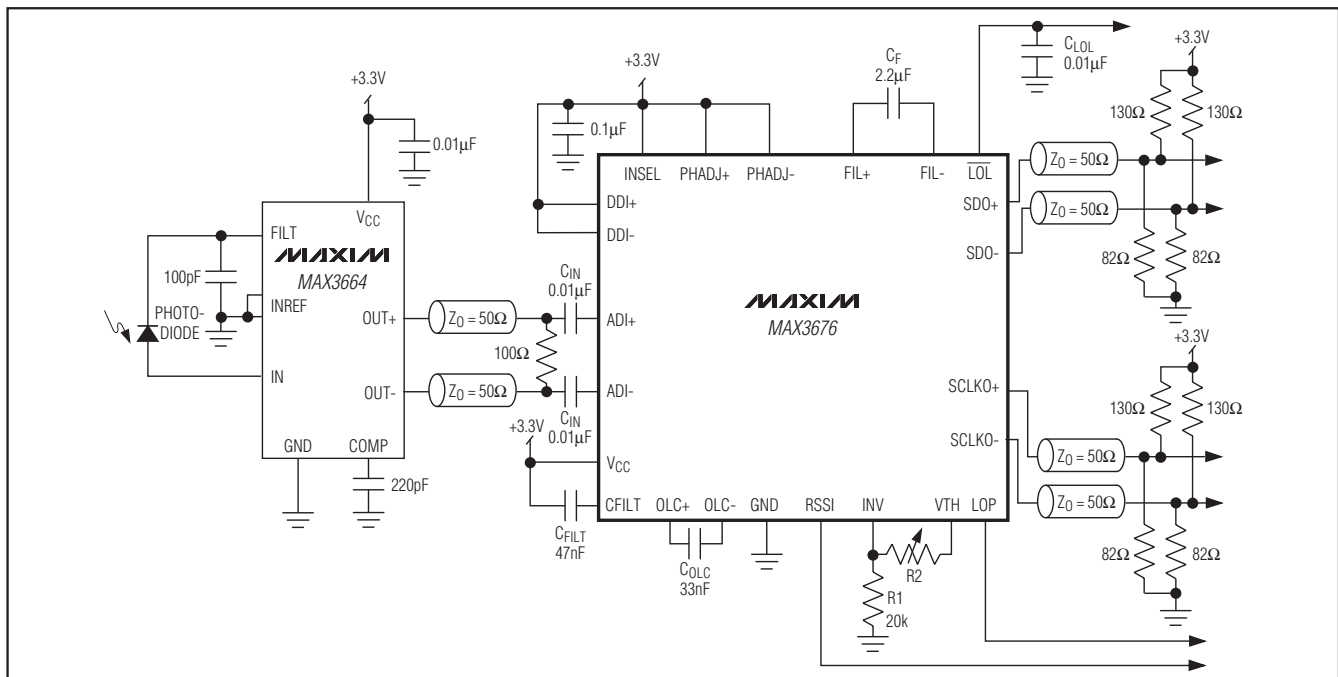 +3.3V
0.01μF
VCC
FILT
MAXIM
MAX3664
100pF
INREF
PHOTO-
DIODE
IN
OUT+
OUT-
GND
COMP
220pF
Z0 = 50Ω
Z0 = 50Ω
CIN
0.01μF
100Ω
CIN
0.01μF
+3.3V
0.1μF
+3.3V
CF
2.2μF
CLOL
0.01μF
INSEL
PHADJ+
PHADJ-
FIL+
FIL-
LOL
DDI+
DDI-
ADI+
ADI-
VCC
CFILT
MAXIM
MAX3676
SDO+
SDO-
SCLKO+
SCLKO-
OLC+
OLC-
GND
RSSI
INV
VTH
LOP
CFILT
47nF
COLC
33nF
R2
R1
20k
+3.3V
130Ω
130Ω
Z0 = 50Ω
Z0 = 50Ω
82Ω
82Ω
+3.3V
130Ω
130Ω
Z0 = 50Ω
Z0 = 50Ω
82Ω
82Ω